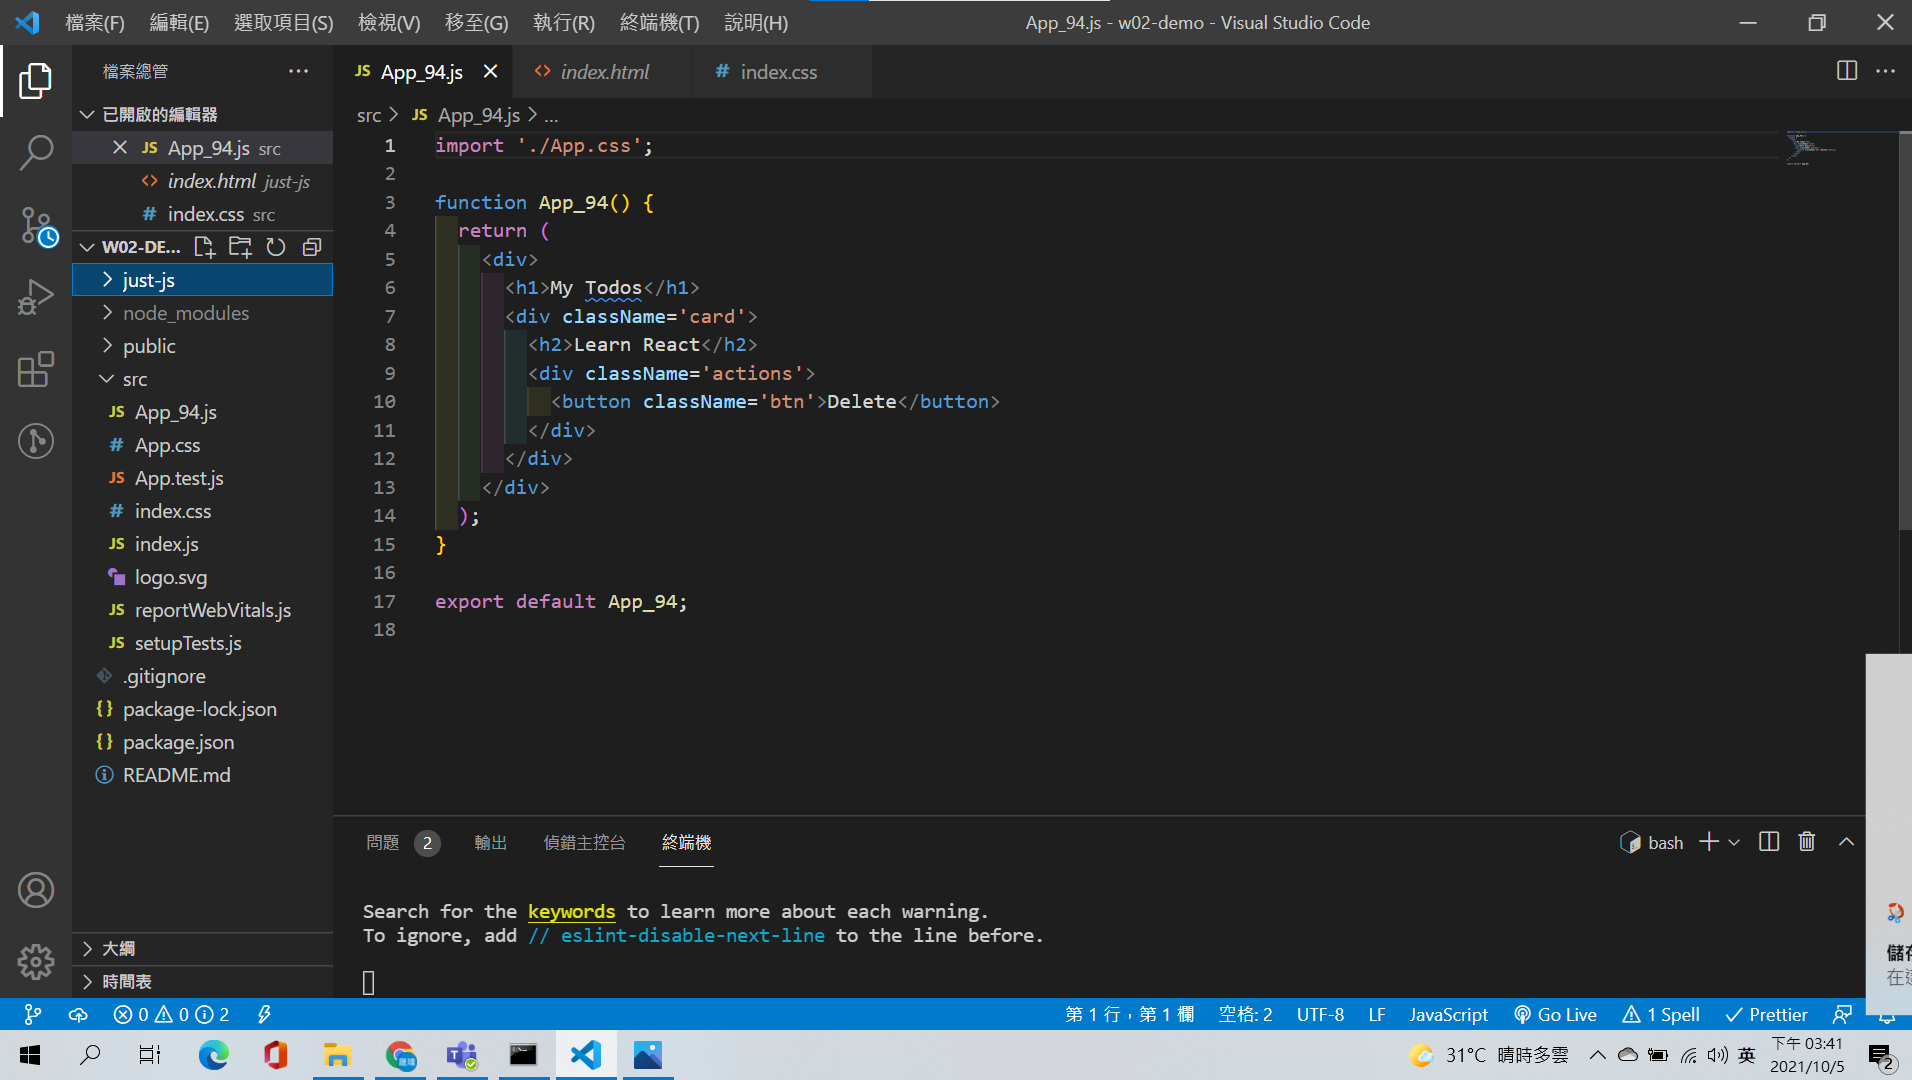 檔案(F) 編輯(E) 選取項目(S) 檢視(V) 移至(G) 執行(R) 終端機(T) 說明(H) App_94.js - w02-demo - Visual Studio Code
檔案總管
已開啟的編輯器
JS App_94.js src
<> index.html just-js
# index.css src
W02-DE...
just-js
node_modules
public
src
JS App_94.js
# App.css
JS App.test.js
# index.css
JS index.js
logo.svg
JS reportWebVitals.js
JS setupTests.js
.gitignore
{} package-lock.json
{} package.json
README.md
大綱
時間表
JS App_94.js <> index.html # index.css
src > JS App_94.js > ...
1 import './App.css';
2
3 function App_94() {
4 return (
5 <div>
6 <h1>My Todos</h1>
7 <div className='card'>
8 <h2>Learn React</h2>
9 <div className='actions'>
10 <button className='btn'>Delete</button>
11 </div>
12 </div>
13 </div>
14 );
15 }
16
17 export default App_94;
18
問題 2 輸出 偵錯主控台 終端機 bash
Search for the keywords to learn more about each warning.
To ignore, add // eslint-disable-next-line to the line before.
儲存
在這
0 0 2 第 1 行，第 1 欄 空格: 2 UTF-8 LF JavaScript Go Live 1 Spell Prettier
31°C 晴時多雲 英 下午 03:41
2021/10/5 2